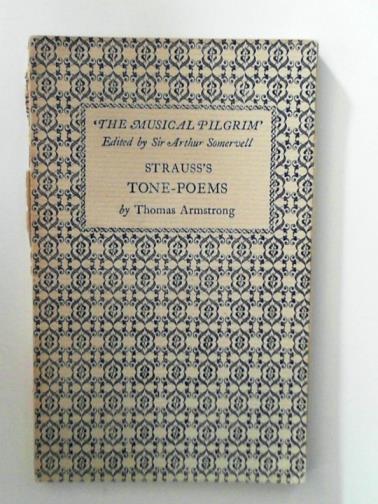 'THE MUSICAL PILGRIM'
Edited by Sir Arthur Somervell
STRAUSS'S
TONE-POEMS
by Thomas Armstrong